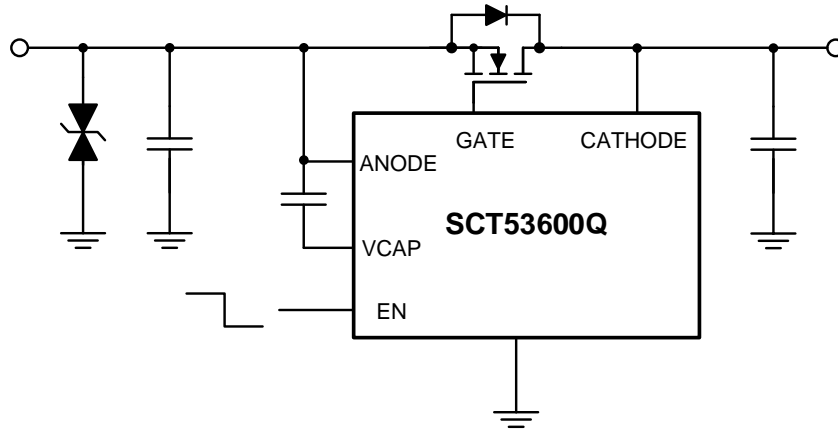 GATE CATHODE
ANODE
SCT53600Q
VCAP
EN